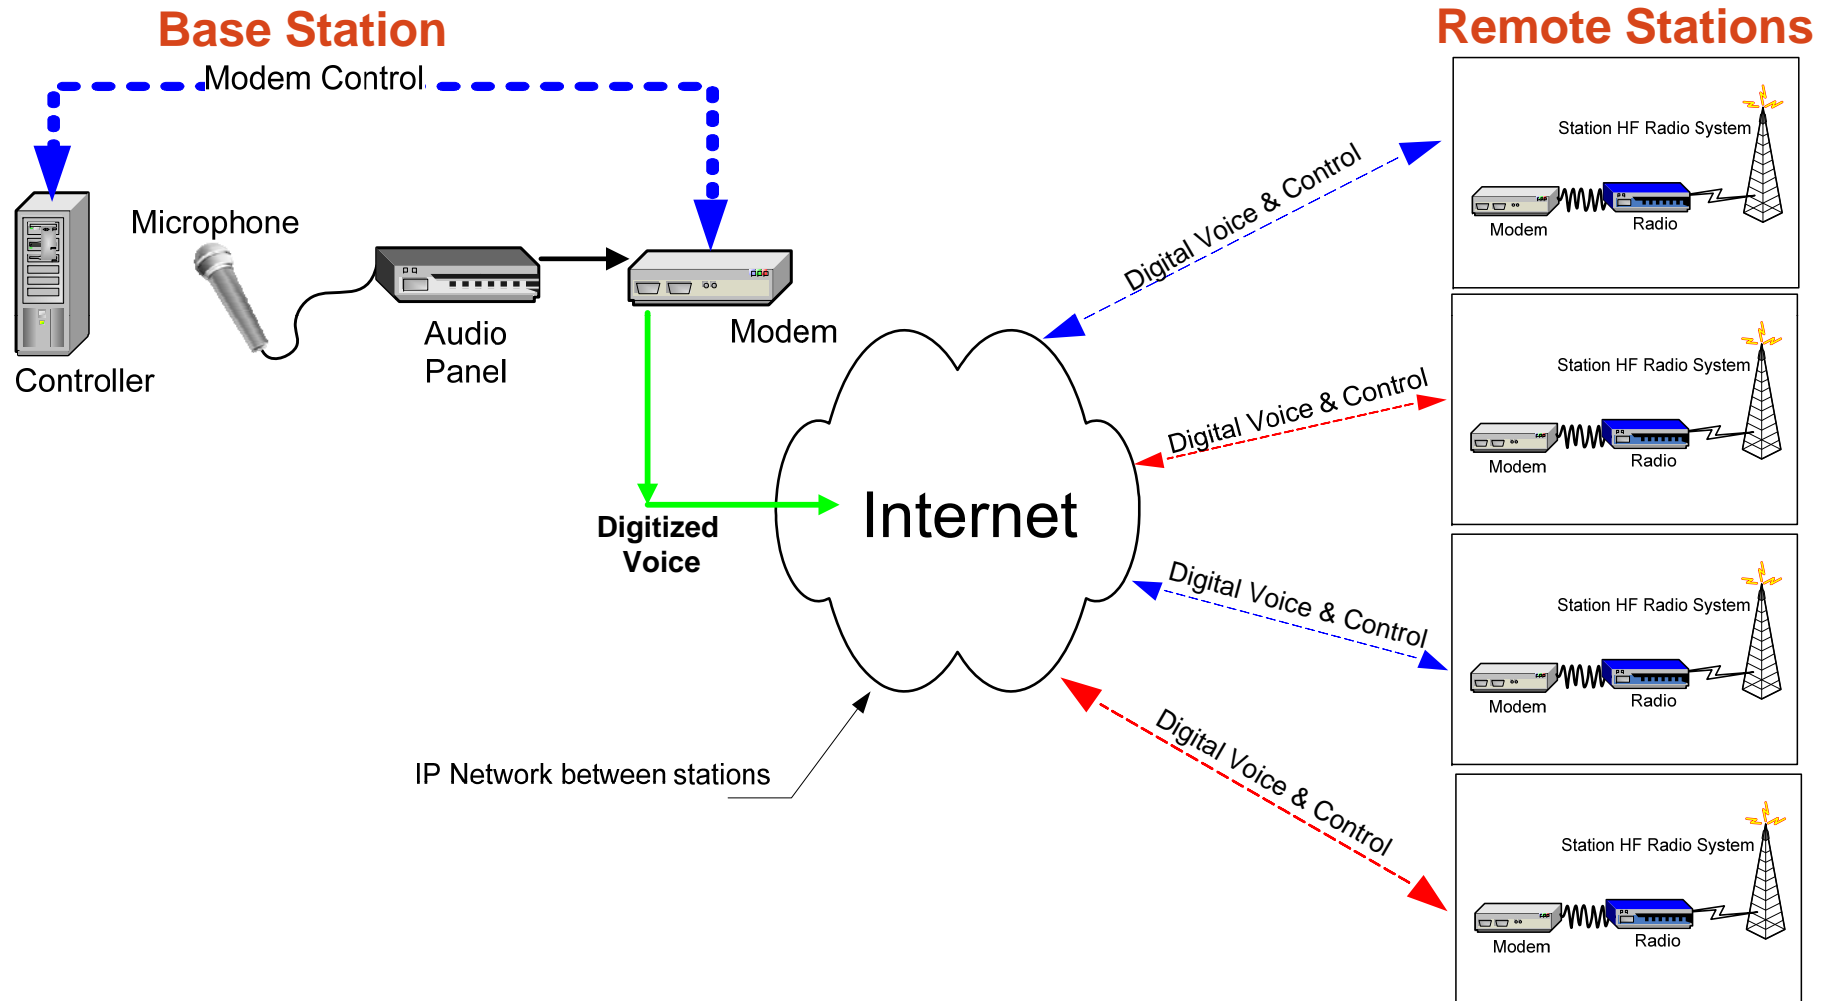 Base Station
Remote Stations
Modem Control
Microphone
Controller
Audio
Panel
Modem
Digitized
Voice
Internet
IP Network between stations
Digital Voice & Control
Digital Voice & Control
Digital Voice & Control
Digital Voice & Control
Station HF Radio System
Modem
Radio
Station HF Radio System
Modem
Radio
Station HF Radio System
Modem
Radio
Station HF Radio System
Modem
Radio